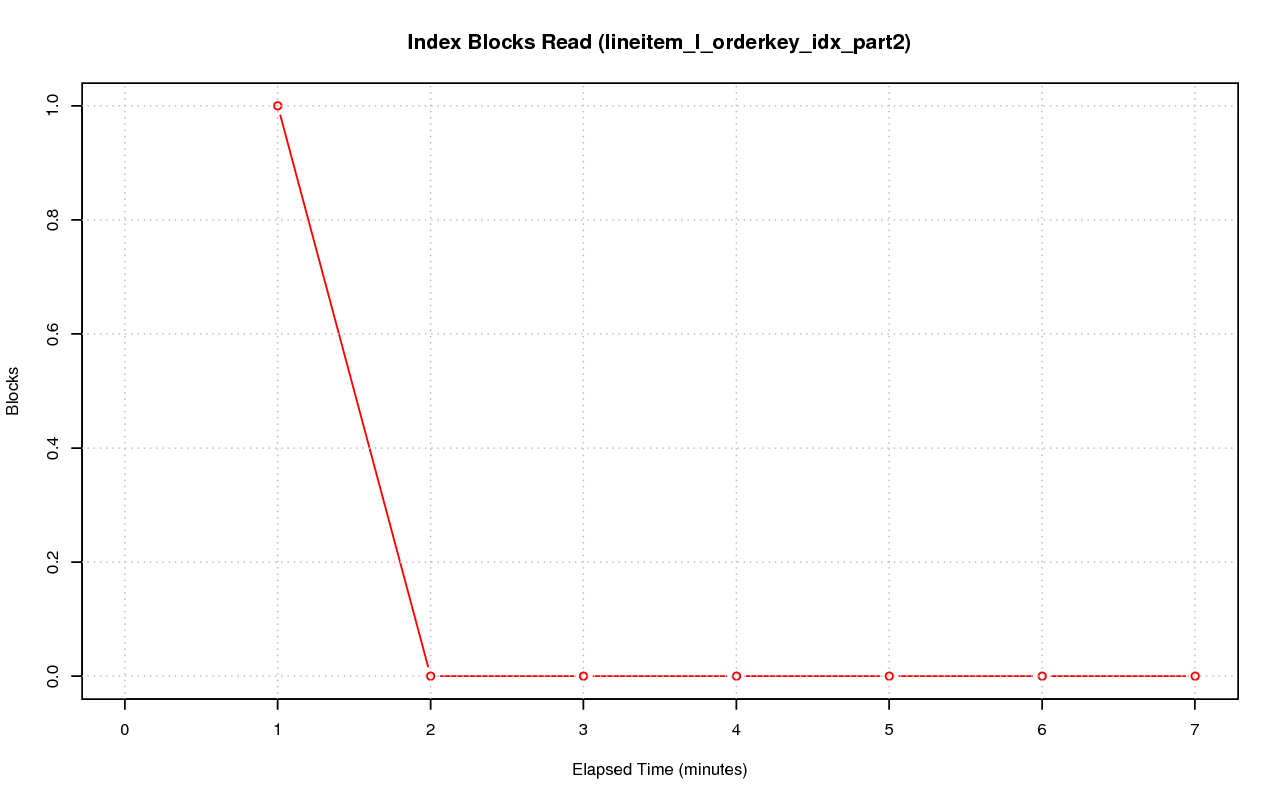 Index Blocks Read (lineitem_l_orderkey_idx_part2)
Blocks
1.0
0.8
0.6
0.4
0.2
0.0
0 1 2 3 4 5 6 7
Elapsed Time (minutes)